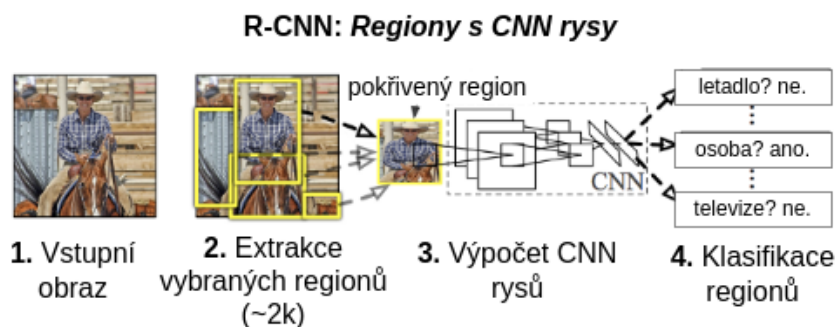 R-CNN: Regiony s CNN rysy
pokřivený region
CNN
letadlo? ne.
osoba? ano.
televize? ne.
1. Vstupní
obraz
2. Extrakce
vybraných regionů
(~2k)
3. Výpočet CNN
rysů
4. Klasifikace
regionů